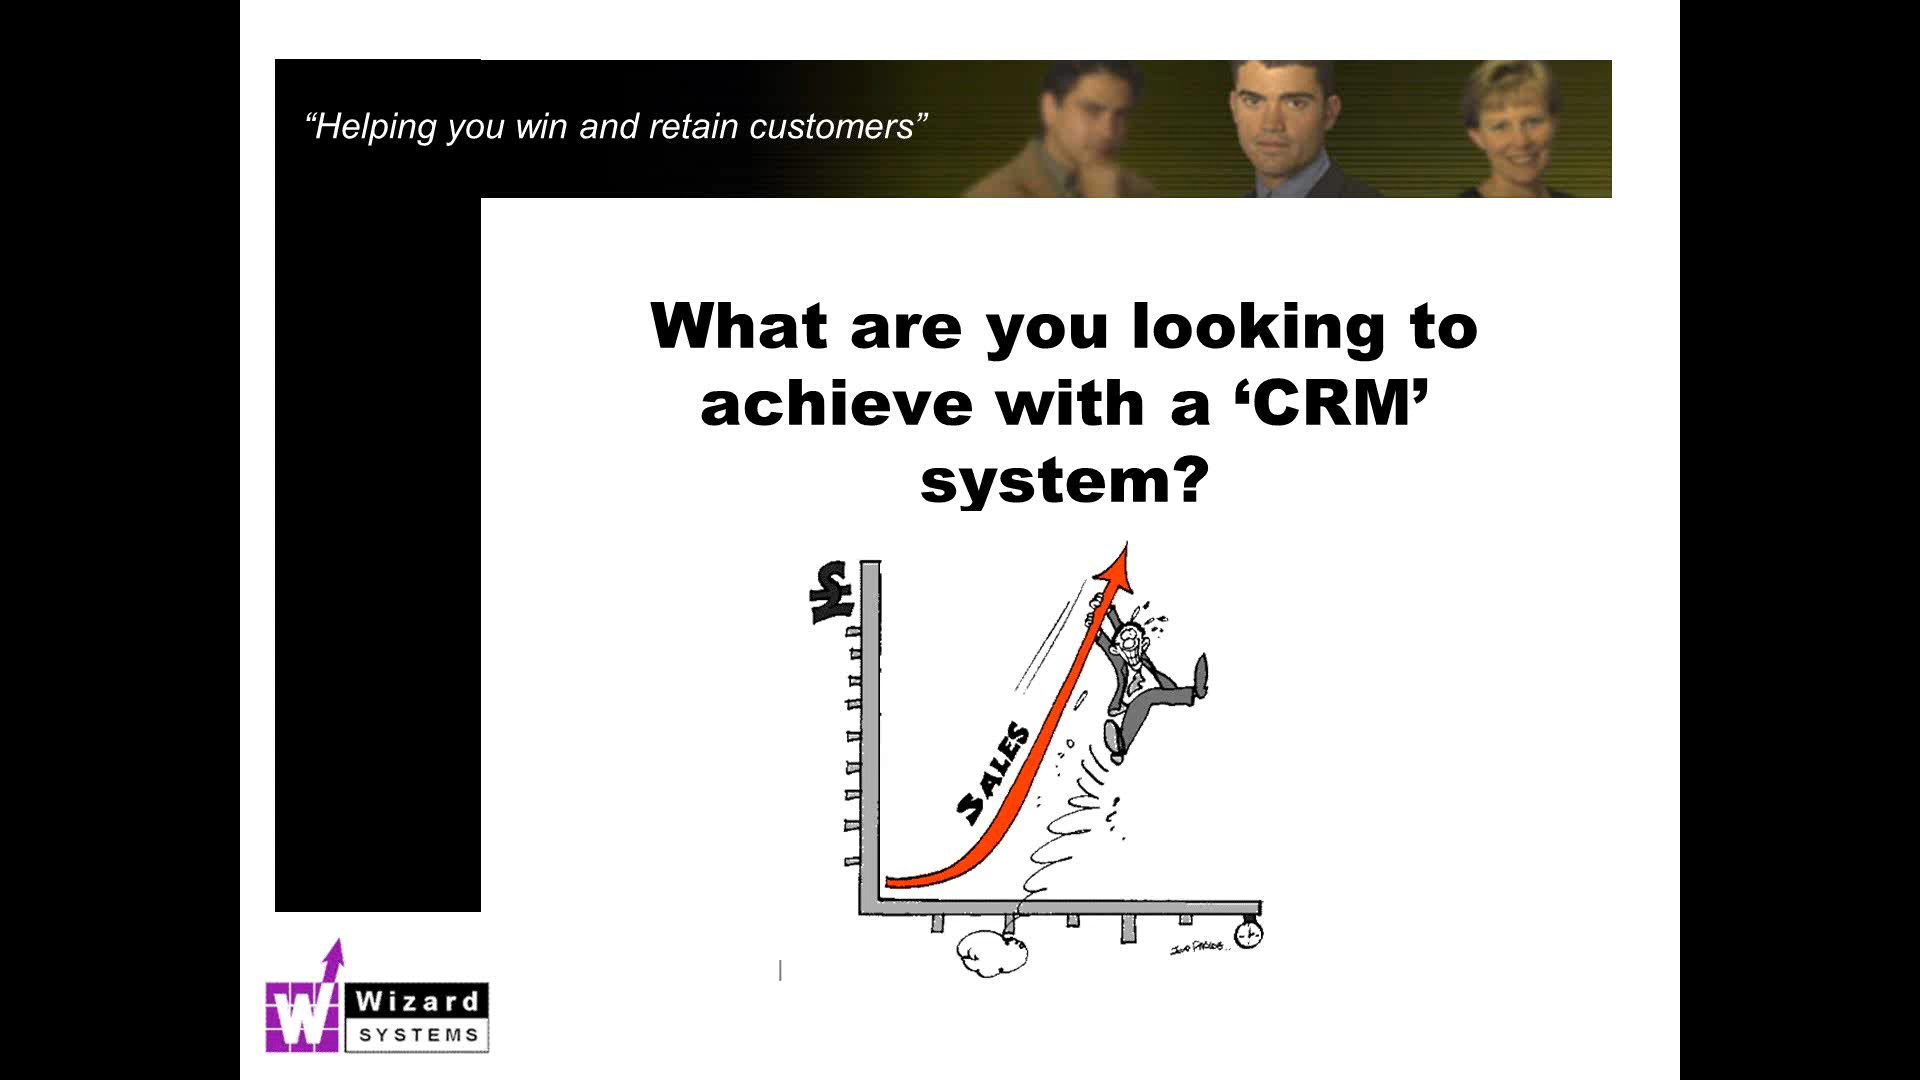 “Helping you win and retain customers”
What are you looking to
achieve with a ‘CRM’
system?
£
SALES
W
Wizard
SYSTEMS